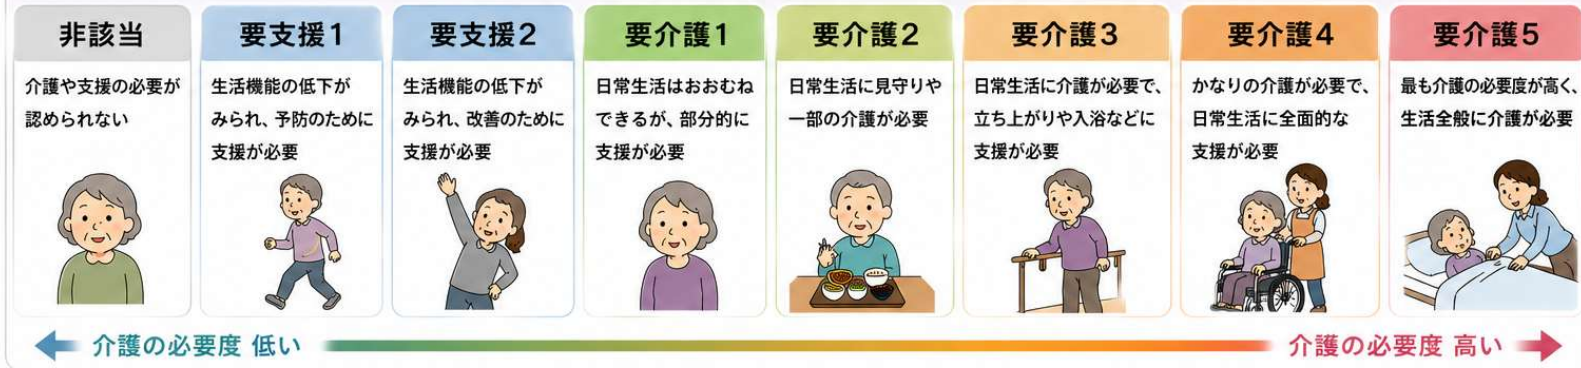 非該当
介護や支援の必要が
認められない
要支援1
生活機能の低下が
みられ、予防のために
支援が必要
要支援2
生活機能の低下が
みられ、改善のために
支援が必要
要介護1
日常生活はおおむね
できるが、部分的に
支援が必要
要介護2
日常生活に見守りや
一部の介護が必要
要介護3
日常生活に介護が必要で、
立ち上がりや入浴などに
支援が必要
要介護4
かなりの介護が必要で、
日常生活に全面的な
支援が必要
要介護5
最も介護の必要度が高く、
生活全般に介護が必要
介護の必要度 低い
介護の必要度 高い